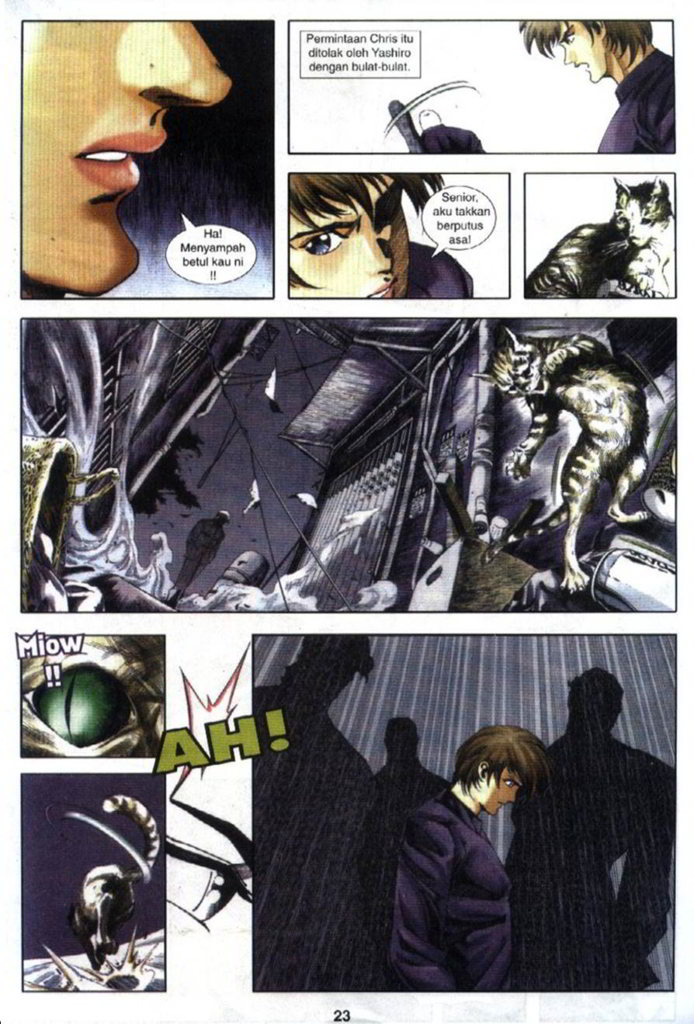 Ha!
Menyampah
betul kau ni
!!
Permintaan Chris itu
ditolak oleh Yashiro
dengan bulat-bulat.
Senior,
aku takkan
berputus
asa!
Miow
!!
AH!
23